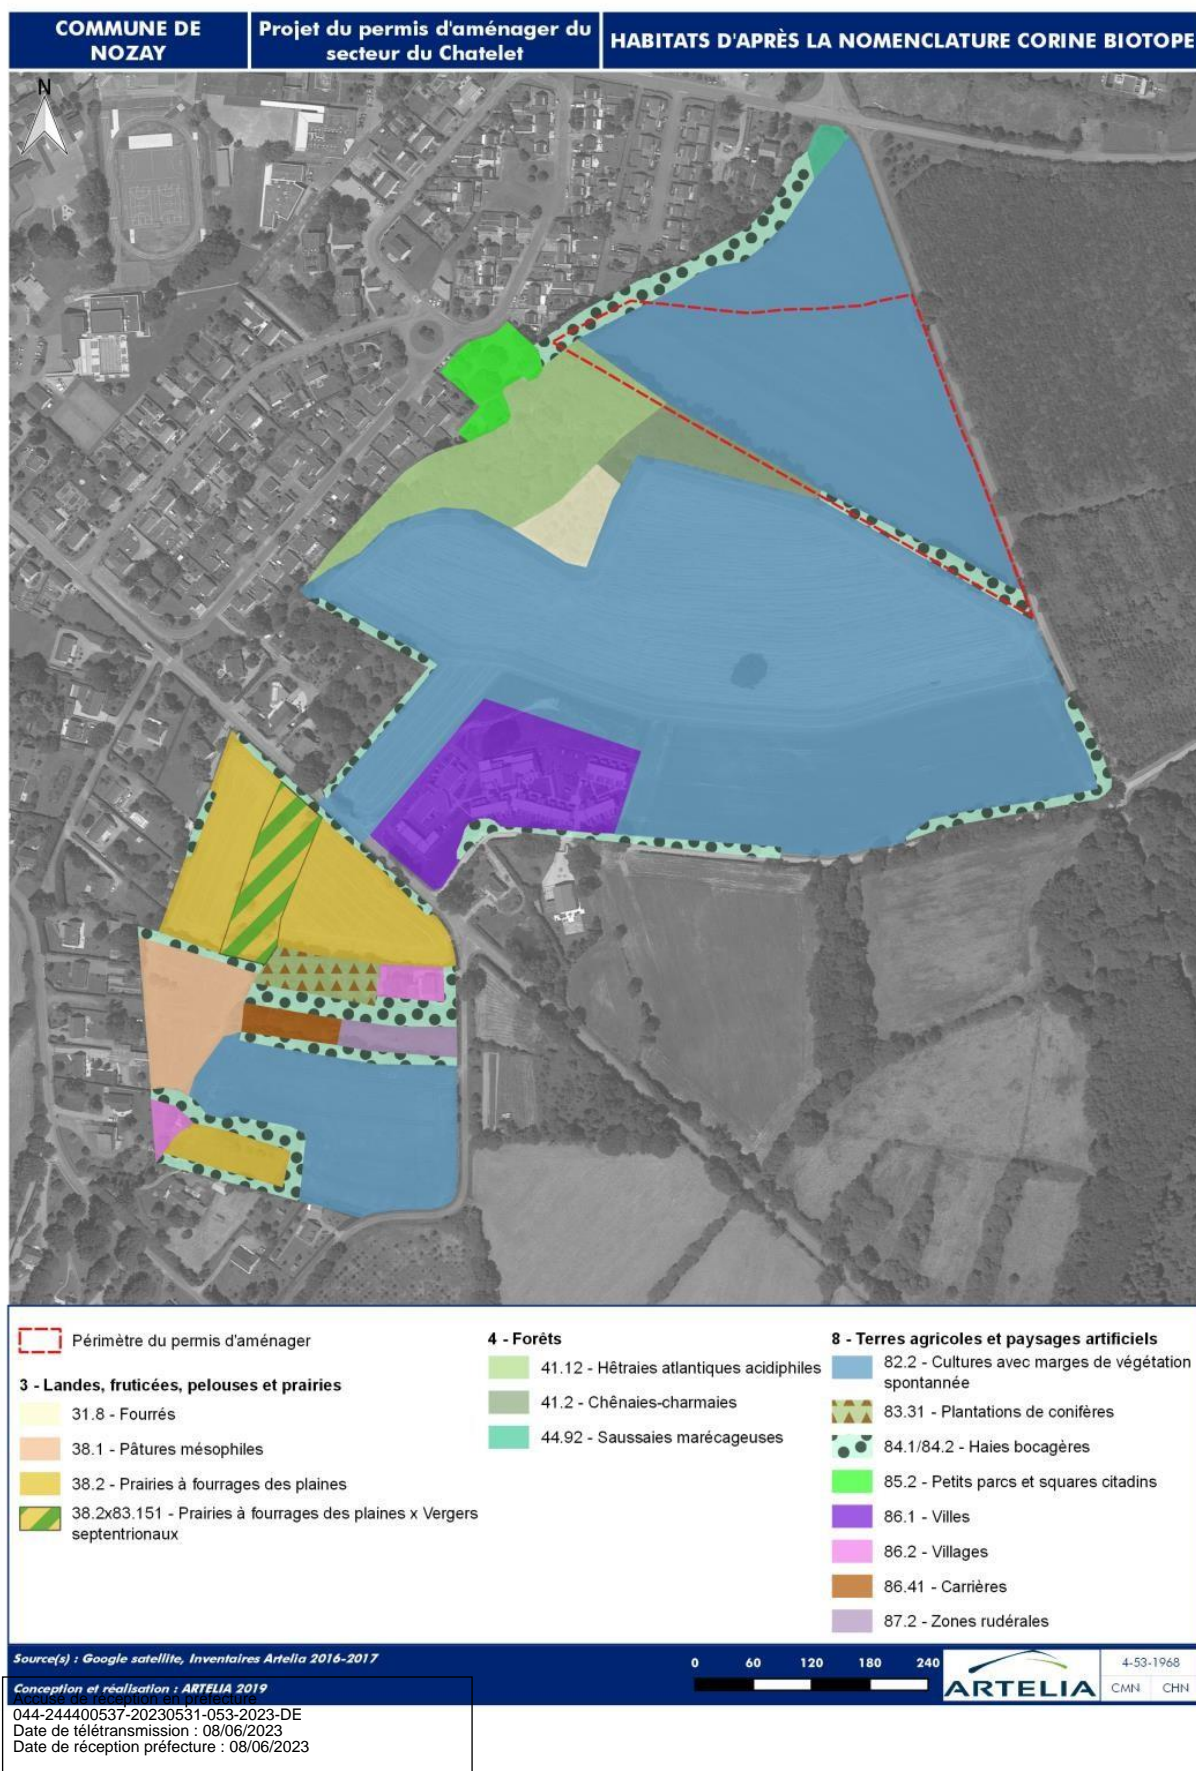 COMMUNE DE
NOZAY
Projet du permis d'aménager du
secteur du Chatelet
HABITATS D'APRÈS LA NOMENCLATURE CORINE BIOTOPE
N
Périmètre du permis d'aménager
3 - Landes, fruticées, pelouses et prairies
31.8 - Fourrés
38.1 - Pâtures mésophiles
38.2 - Prairies à fourrages des plaines
38.2x83.151 - Prairies à fourrages des plaines x Vergers
septentrionaux
4 - Forêts
41.12 - Hêtraies atlantiques acidiphiles
41.2 - Chênaies-charmaies
44.92 - Saussaies marécageuses
8 - Terres agricoles et paysages artificiels
82.2 - Cultures avec marges de végétation
spontannée
83.31 - Plantations de conifères
84.1/84.2 - Haies bocagères
85.2 - Petits parcs et squares citadins
86.1 - Villes
86.2 - Villages
86.41 - Carrières
87.2 - Zones rudérales
Source(s) : Google satellite, Inventaires Artelia 2016-2017
Conception et réalisation : ARTELIA 2019
0 60 120 180 240
ARTELIA
4-53-1968
CMN CHN
Accusé de réception en préfecture
044-244400537-20230531-053-2023-DE
Date de télétransmission : 08/06/2023
Date de réception préfecture : 08/06/2023